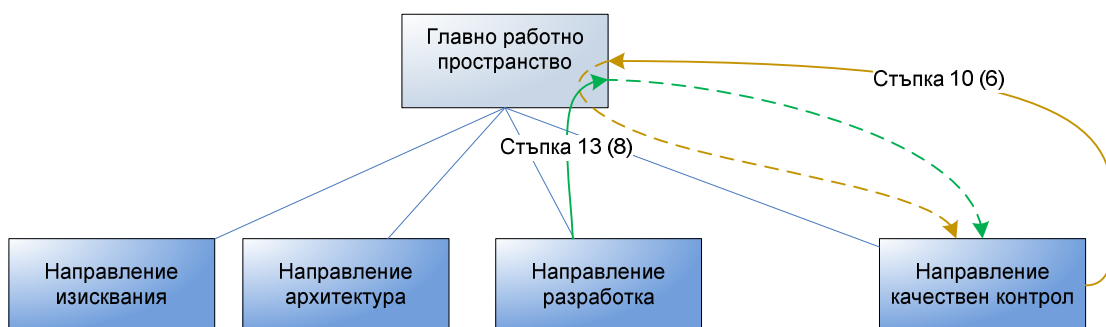 Главно работно
пространство
Стъпка 10 (6)
Стъпка 13 (8)
Направление
изисквания
Направление
архитектура
Направление
разработка
Направление
качествен контрол